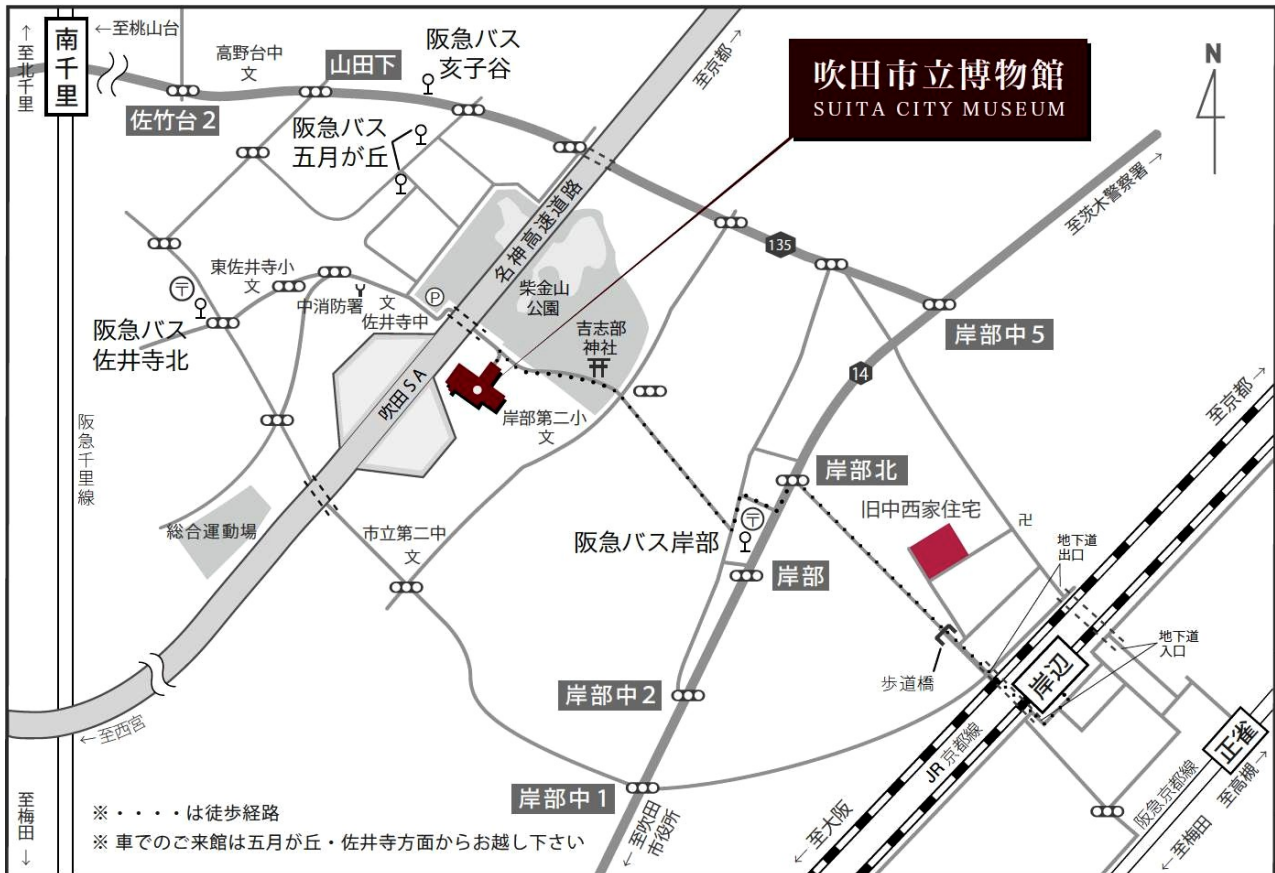 ←至桃山台
↑至北千里
南千里
高野台中
文
山田下
阪急バス
亥子谷
至京都→
吹田市立博物館
SUITA CITY MUSEUM
N
佐竹台2
阪急バス
五月が丘
名神高速道路
至茨木警察署→
135
東佐井寺小
文
〒
中消防署
文
佐井寺中
P
柴金山
公園
吉志部
神社
阪急バス
佐井寺北
岸部中5
14
吹田SA
岸部第二小
文
至京都→
阪急千里線
岸部北
旧中西家住宅
卍
総合運動場
市立第二中
文
〒
阪急バス岸部
地下道
出口
岸部
地下道
入口
歩道橋
岸辺
岸部中2
←至西宮
正雀
JR京都線
阪急京都線
至高槻→
岸部中1
至梅田↓
※・・・・は徒歩経路
※ 車でのご来館は五月が丘・佐井寺方面からお越し下さい
←至吹田
市役所
←至大阪
←至梅田